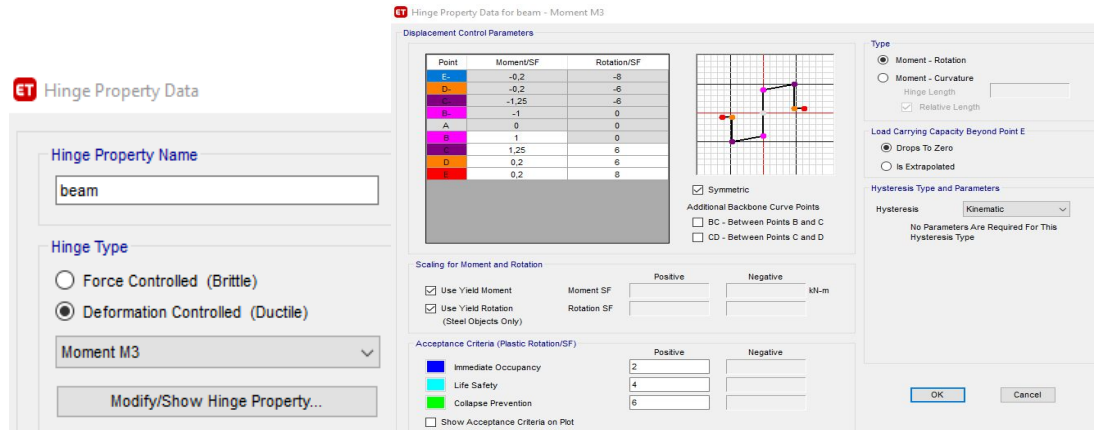 ET Hinge Property Data
Hinge Property Name
beam
Hinge Type
Force Controlled (Brittle)
Deformation Controlled (Ductile)
Moment M3
Modify/Show Hinge Property...
ET Hinge Property Data for beam - Moment M3
Displacement Control Parameters
Point Moment/SF Rotation/SF
E- -0,2 -8
D- -0,2 -6
C- -1,25 -6
B- -1 0
A 0 0
B 1 0
C 1,25 6
D 0,2 6
E 0,2 8
Symmetric
Additional Backbone Curve Points
BC - Between Points B and C
CD - Between Points C and D
Scaling for Moment and Rotation
Positive Negative
Use Yield Moment Moment SF kN-m
Use Yield Rotation Rotation SF
(Steel Objects Only)
Acceptance Criteria (Plastic Rotation/SF)
Positive Negative
Immediate Occupancy 2
Life Safety 4
Collapse Prevention 6
Show Acceptance Criteria on Plot
Type
Moment - Rotation
Moment - Curvature
Hinge Length
Relative Length
Load Carrying Capacity Beyond Point E
Drops To Zero
Is Extrapolated
Hysteresis Type and Parameters
Hysteresis Kinematic
No Parameters Are Required For This
Hysteresis Type
OK Cancel